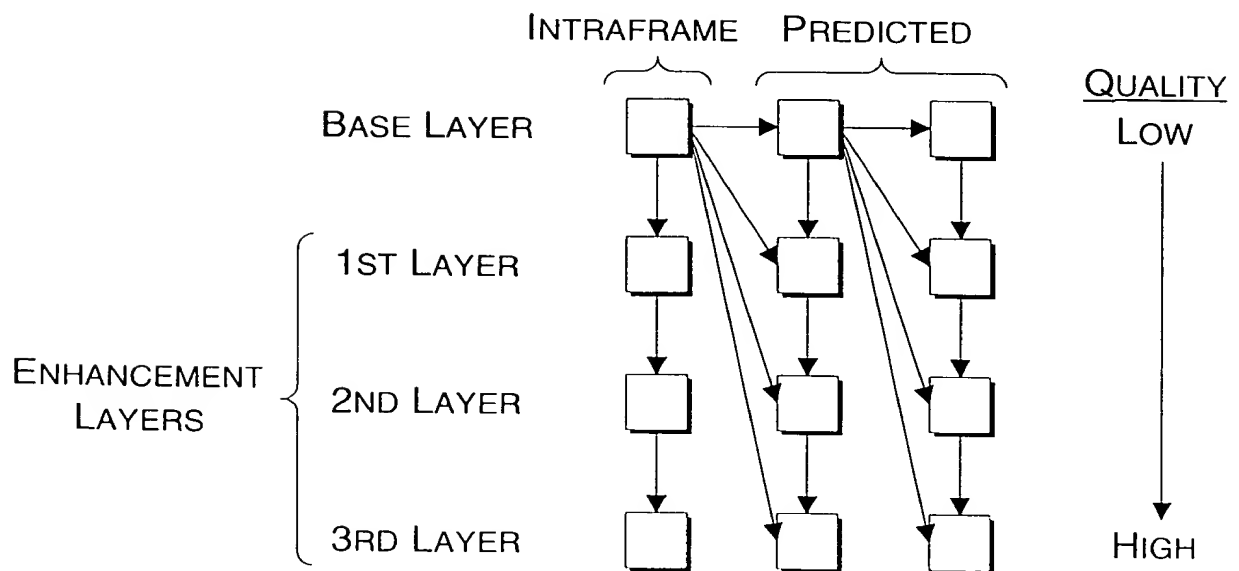 INTRAFRAME
PREDICTED
QUALITY
BASE LAYER
LOW
1ST LAYER
ENHANCEMENT
LAYERS
2ND LAYER
3RD LAYER
HIGH